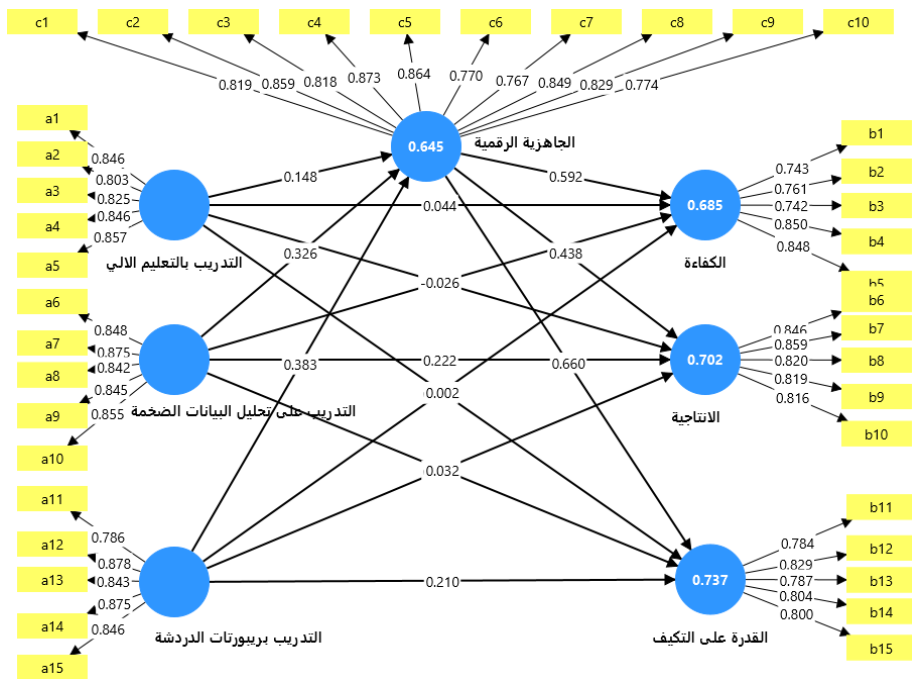 c1
c2
c3
c4
c5
c6
c7
c8
c9
c10
0.819
0.859
0.818
0.873
0.864
0.770
0.767
0.849
0.829
0.774
0.645
الجاهزية الرقمية
a1
a2
a3
a4
a5
0.846
0.803
0.825
0.846
0.857
التدريب بالتعليم الالي
0.148
0.592
0.044
0.326
0.438
-0.026
0.685
الكفاءة
b1
b2
b3
b4
b5
0.743
0.761
0.742
0.850
0.848
a6
a7
a8
a9
a10
0.848
0.875
0.842
0.845
0.855
التدريب على تحليل البيانات الضخمة
0.383
0.222
0.660
0.002
0.032
0.702
الانتاجية
b6
b7
b8
b9
b10
0.846
0.859
0.820
0.819
0.816
a11
a12
a13
a14
a15
0.786
0.878
0.843
0.875
0.846
التدريب بريبورتات الدردشة
0.210
0.737
القدرة على التكيف
b11
b12
b13
b14
b15
0.784
0.829
0.787
0.804
0.800